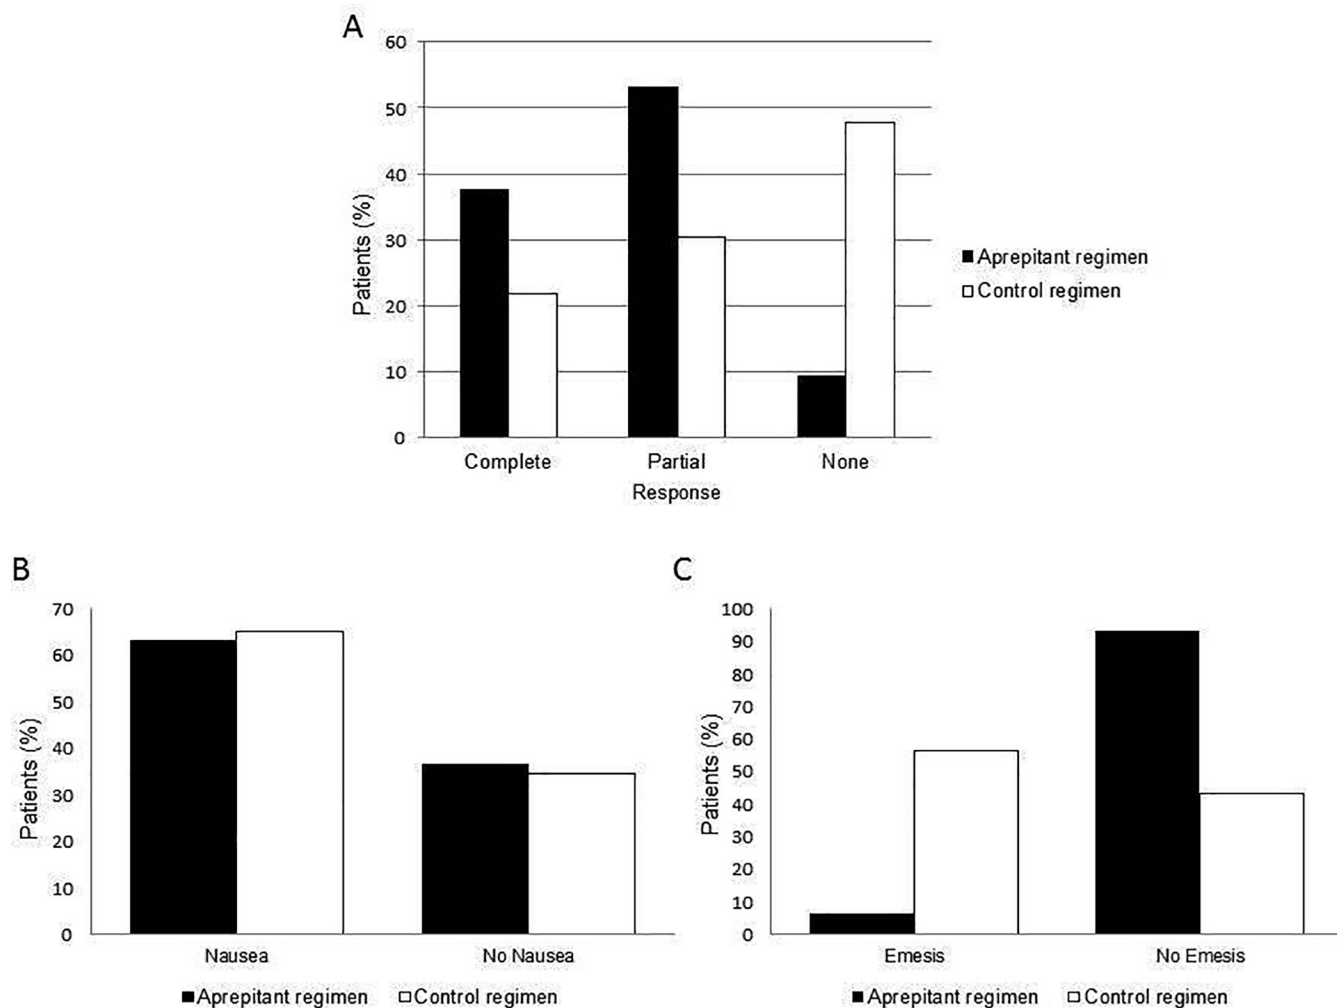 A
60
50
40
30
20
10
0
Patients (%)
Complete Partial None
Response
Aprepitant regimen
Control regimen
B
70
60
50
40
30
20
10
0
Patients (%)
Nausea No Nausea
Aprepitant regimen Control regimen
C
100
90
80
70
60
50
40
30
20
10
0
Patients (%)
Emesis No Emesis
Aprepitant regimen Control regimen